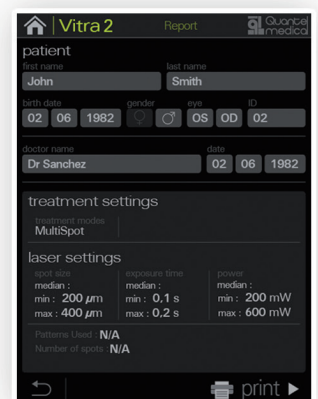 Vitra 2 Report Quantel medical
patient
first name last name
John Smith
birth date gender eye ID
02 06 1982 OS OD 02
doctor name date
Dr Sanchez 02 06 1982
treatment settings
treatment modes
MultiSpot
laser settings
spot size exposure time power
median : median : median :
min : 200 µm min : 0,1 s min : 200 mW
max : 400 µm max : 0,2 s max : 600 mW
Patterns Used : N/A
Number of spots : N/A
print